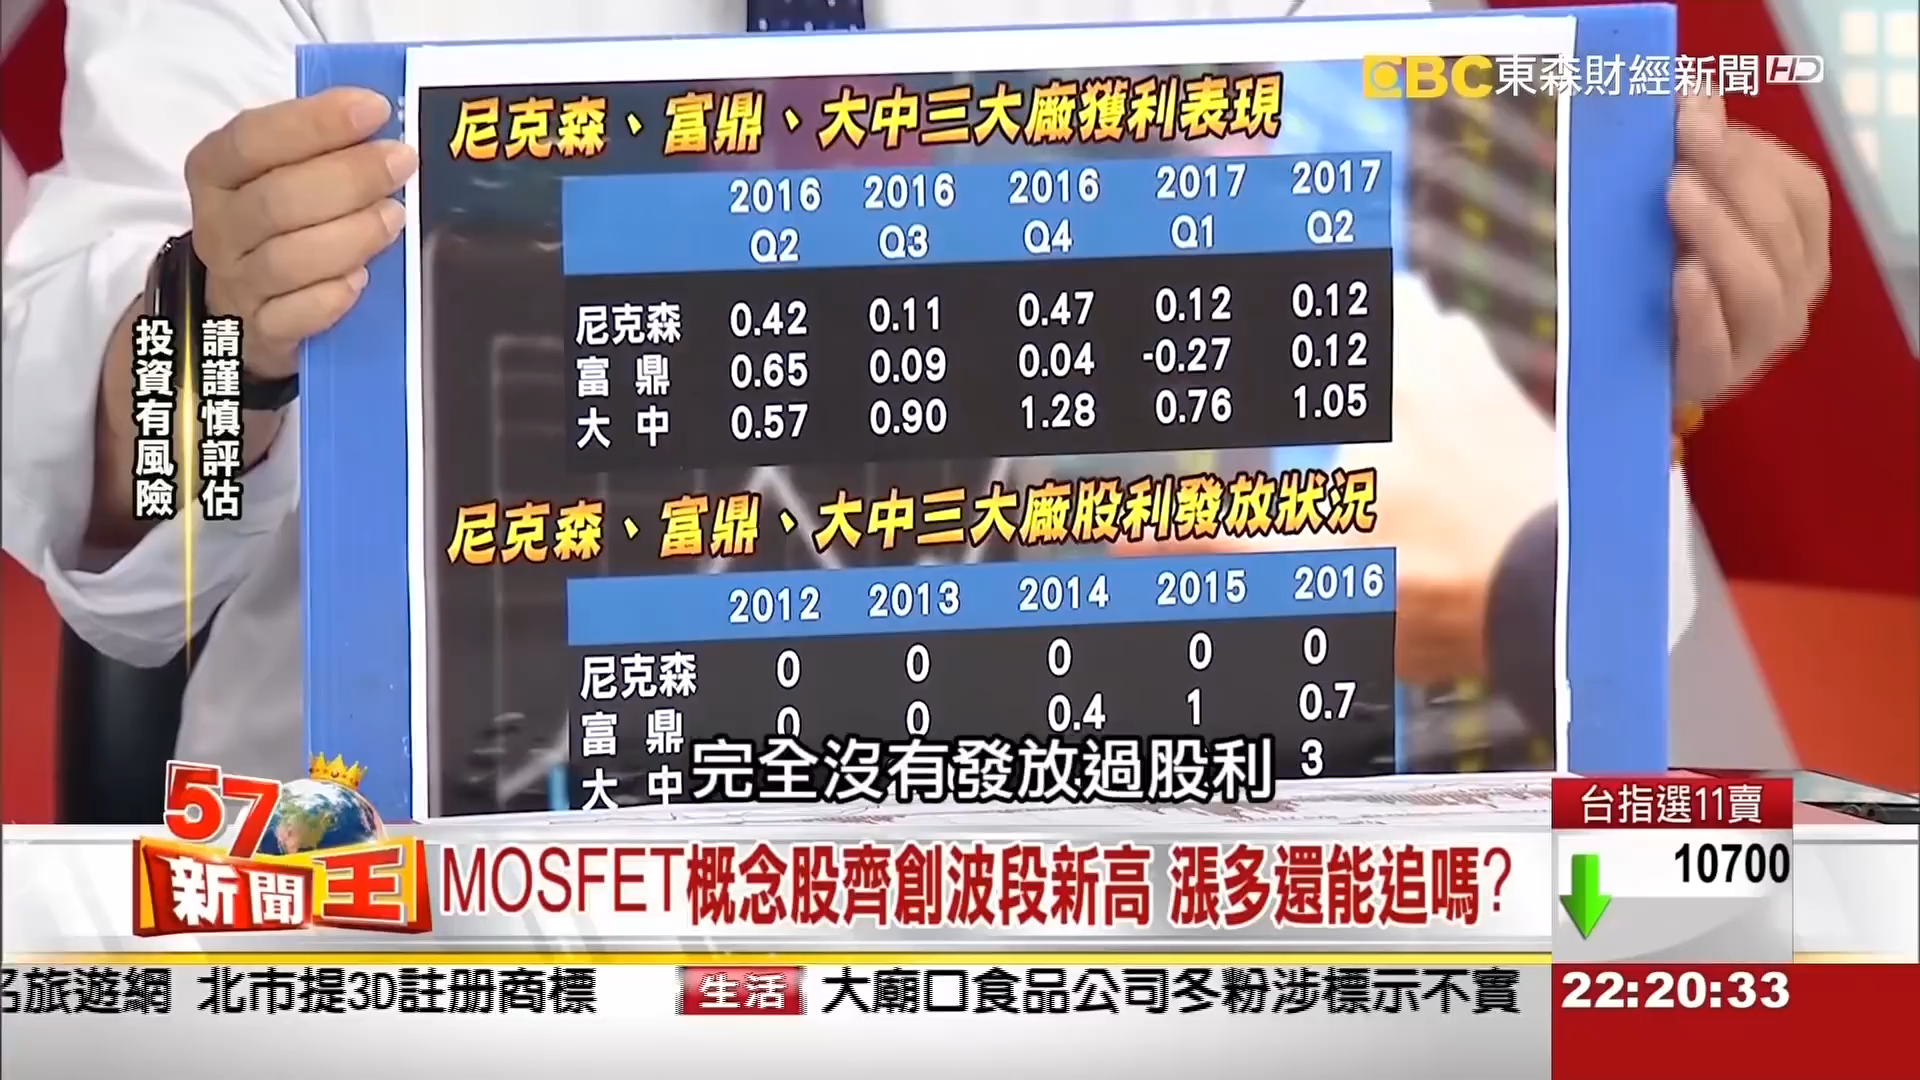 EBC東森財經新聞HD
尼克森、富鼎、大中三大廠獲利表現
2016 Q2 2016 Q3 2016 Q4 2017 Q1 2017 Q2
尼克森 0.42 0.11 0.47 0.12 0.12
富鼎 0.65 0.09 0.04 -0.27 0.12
大中 0.57 0.90 1.28 0.76 1.05
請謹慎評估
投資有風險
尼克森、富鼎、大中三大廠股利發放狀況
2012 2013 2014 2015 2016
尼克森 0 0 0 0 0
富鼎 0 0 0.4 1 0.7
大中 3
完全沒有發放過股利
57新聞王
MOSFET概念股齊創波段新高 漲多還能追嗎?
台指選11賣
10700
名旅遊網 北市提3D註册商標 生活 大廟口食品公司冬粉涉標示不實
22:20:33